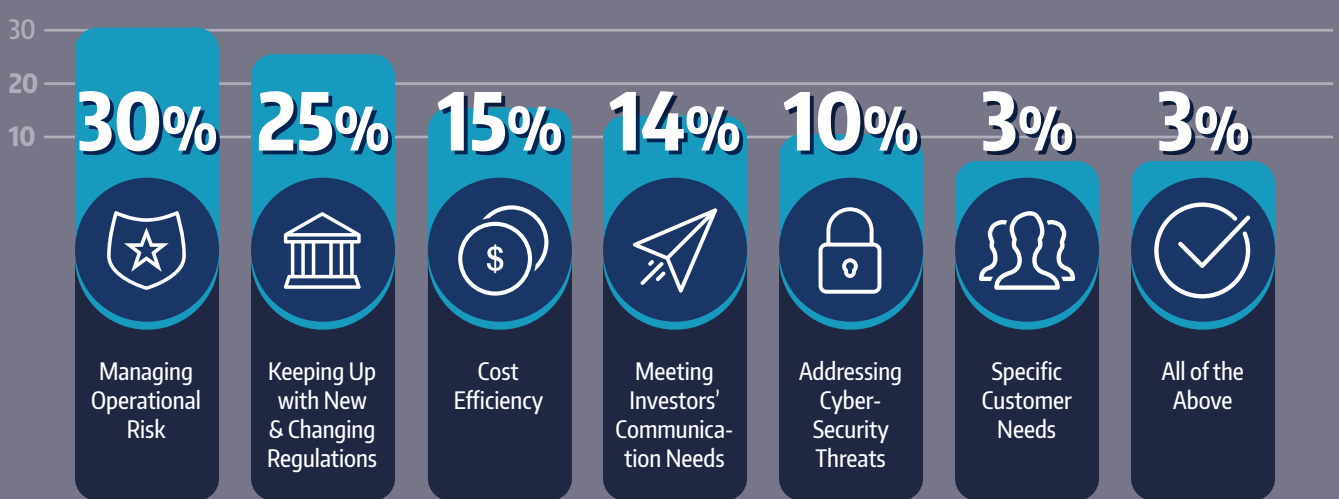 30
20
10
30%
25%
15%
14%
10%
3%
3%
$
Managing
Operational
Risk
Keeping Up
with New
& Changing
Regulations
Cost
Efficiency
Meeting
Investors’
Communica-
tion Needs
Addressing
Cyber-
Security
Threats
Specific
Customer
Needs
All of the
Above